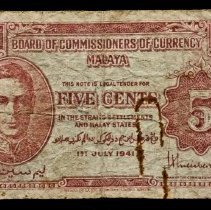 BOARD OF COMMISSIONERS OF CURRENCY
MALAYA
THIS NOTE IS LEGAL TENDER FOR
FIVE CENTS
5
IN THE STRAITS SETTLEMENTS
AND MALAY STATES
1ST JULY 1941